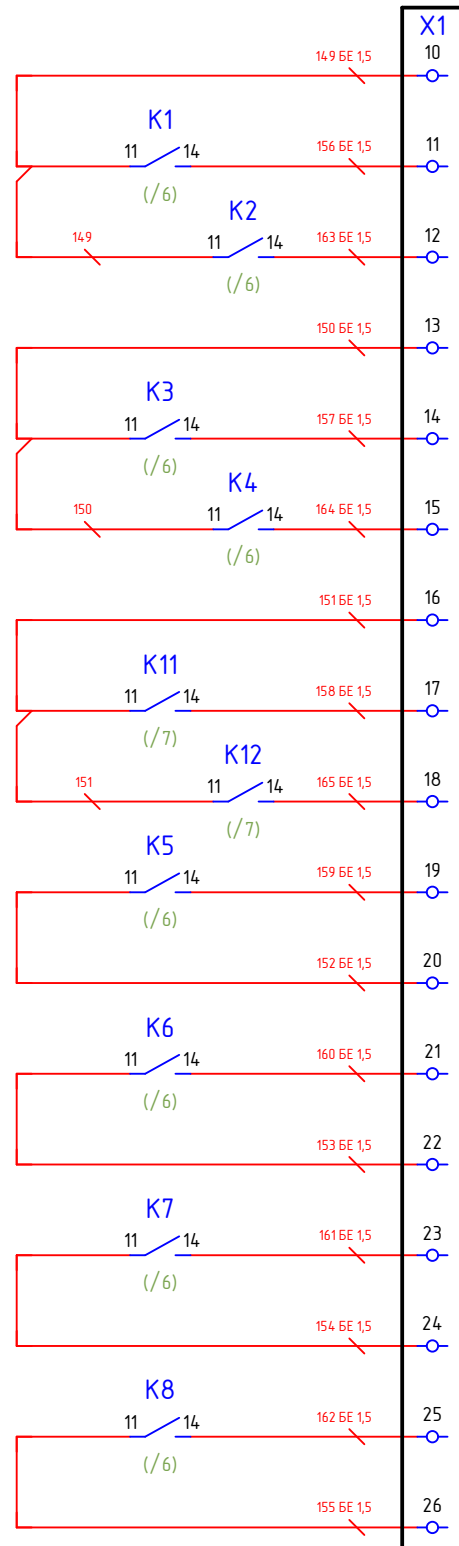 X1
149 БЕ 1,5 10
K1
11 14 156 БЕ 1,5 11
(/6)
K2
149 11 14 163 БЕ 1,5 12
(/6)
150 БЕ 1,5 13
K3
11 14 157 БЕ 1,5 14
(/6)
K4
150 11 14 164 БЕ 1,5 15
(/6)
151 БЕ 1,5 16
K11
11 14 158 БЕ 1,5 17
(/7)
K12
151 11 14 165 БЕ 1,5 18
(/7)
K5
11 14 159 БЕ 1,5 19
(/6)
152 БЕ 1,5 20
K6
11 14 160 БЕ 1,5 21
(/6)
153 БЕ 1,5 22
K7
11 14 161 БЕ 1,5 23
(/6)
154 БЕ 1,5 24
K8
11 14 162 БЕ 1,5 25
(/6)
155 БЕ 1,5 26